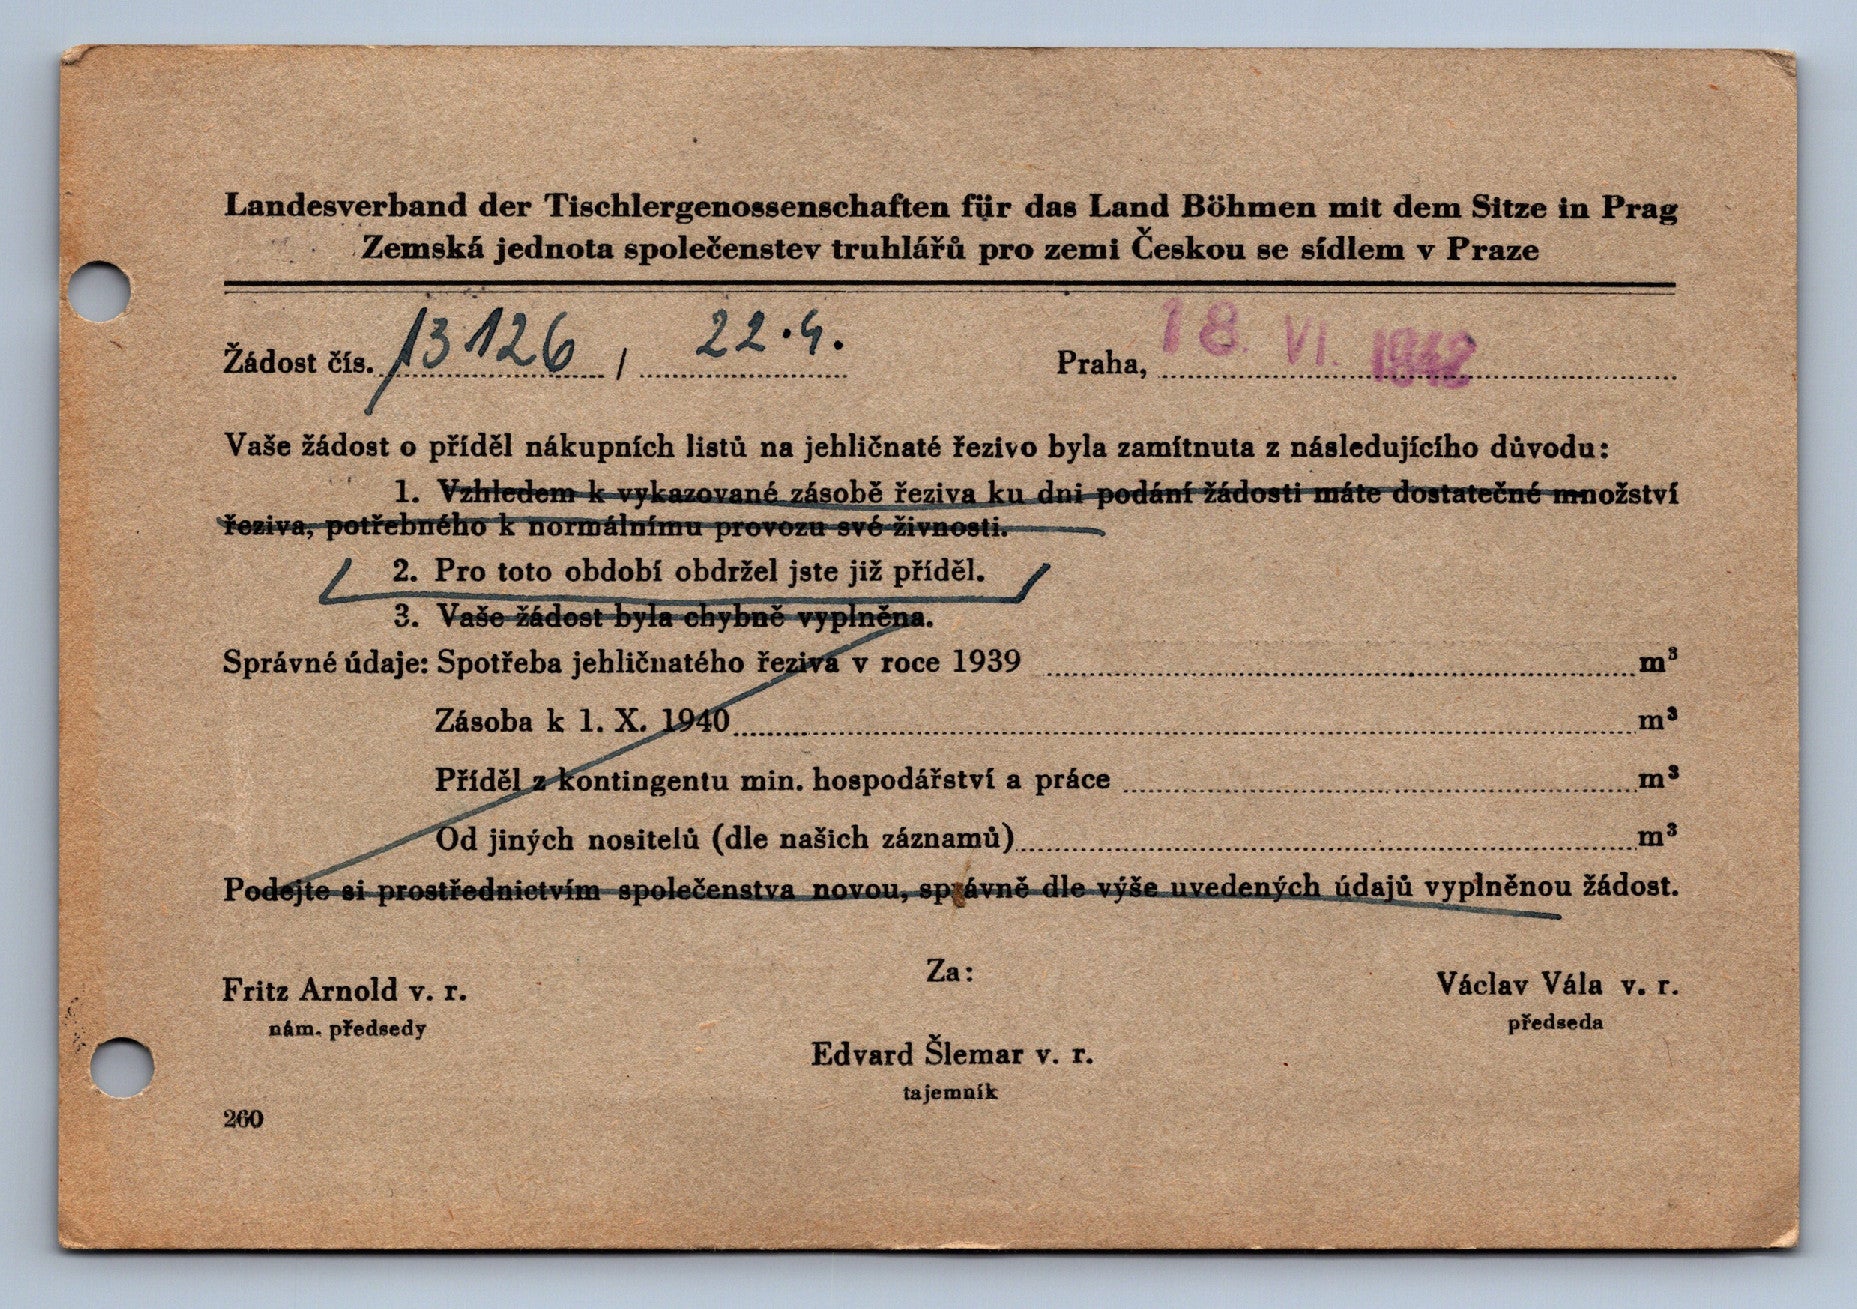 Landesverband der Tischlergenossenschaften für das Land Böhmen mit dem Sitze in Prag
Zemská jednota společenstev truhlářů pro zemi Českou se sídlem v Praze
Žádost čís. 13126 / 22.4. Praha, 18. VI. 1942
Vaše žádost o příděl nákupních listů na jehličnaté řezivo byla zamítnuta z následujícího důvodu:
1. Vzhledem k vykazované zásobě řeziva ku dni podání žádosti máte dostatečné množství
řeziva, potřebného k normálnímu provozu své živnosti.
2. Pro toto období obdržel jste již příděl.
3. Vaše žádost byla chybně vyplněna.
Správné údaje: Spotřeba jehličnatého řeziva v roce 1939 m³
Zásoba k 1. X. 1940 m³
Příděl z kontingentu min. hospodářství a práce m³
Od jiných nositelů (dle našich záznamů) m³
Podejte si prostřednictvím společenstva novou, správně dle výše uvedených údajů vyplněnou žádost.
Za:
Fritz Arnold v. r. Václav Vála v. r.
nám. předsedy předseda
Edvard Šlemar v. r.
tajemník
260